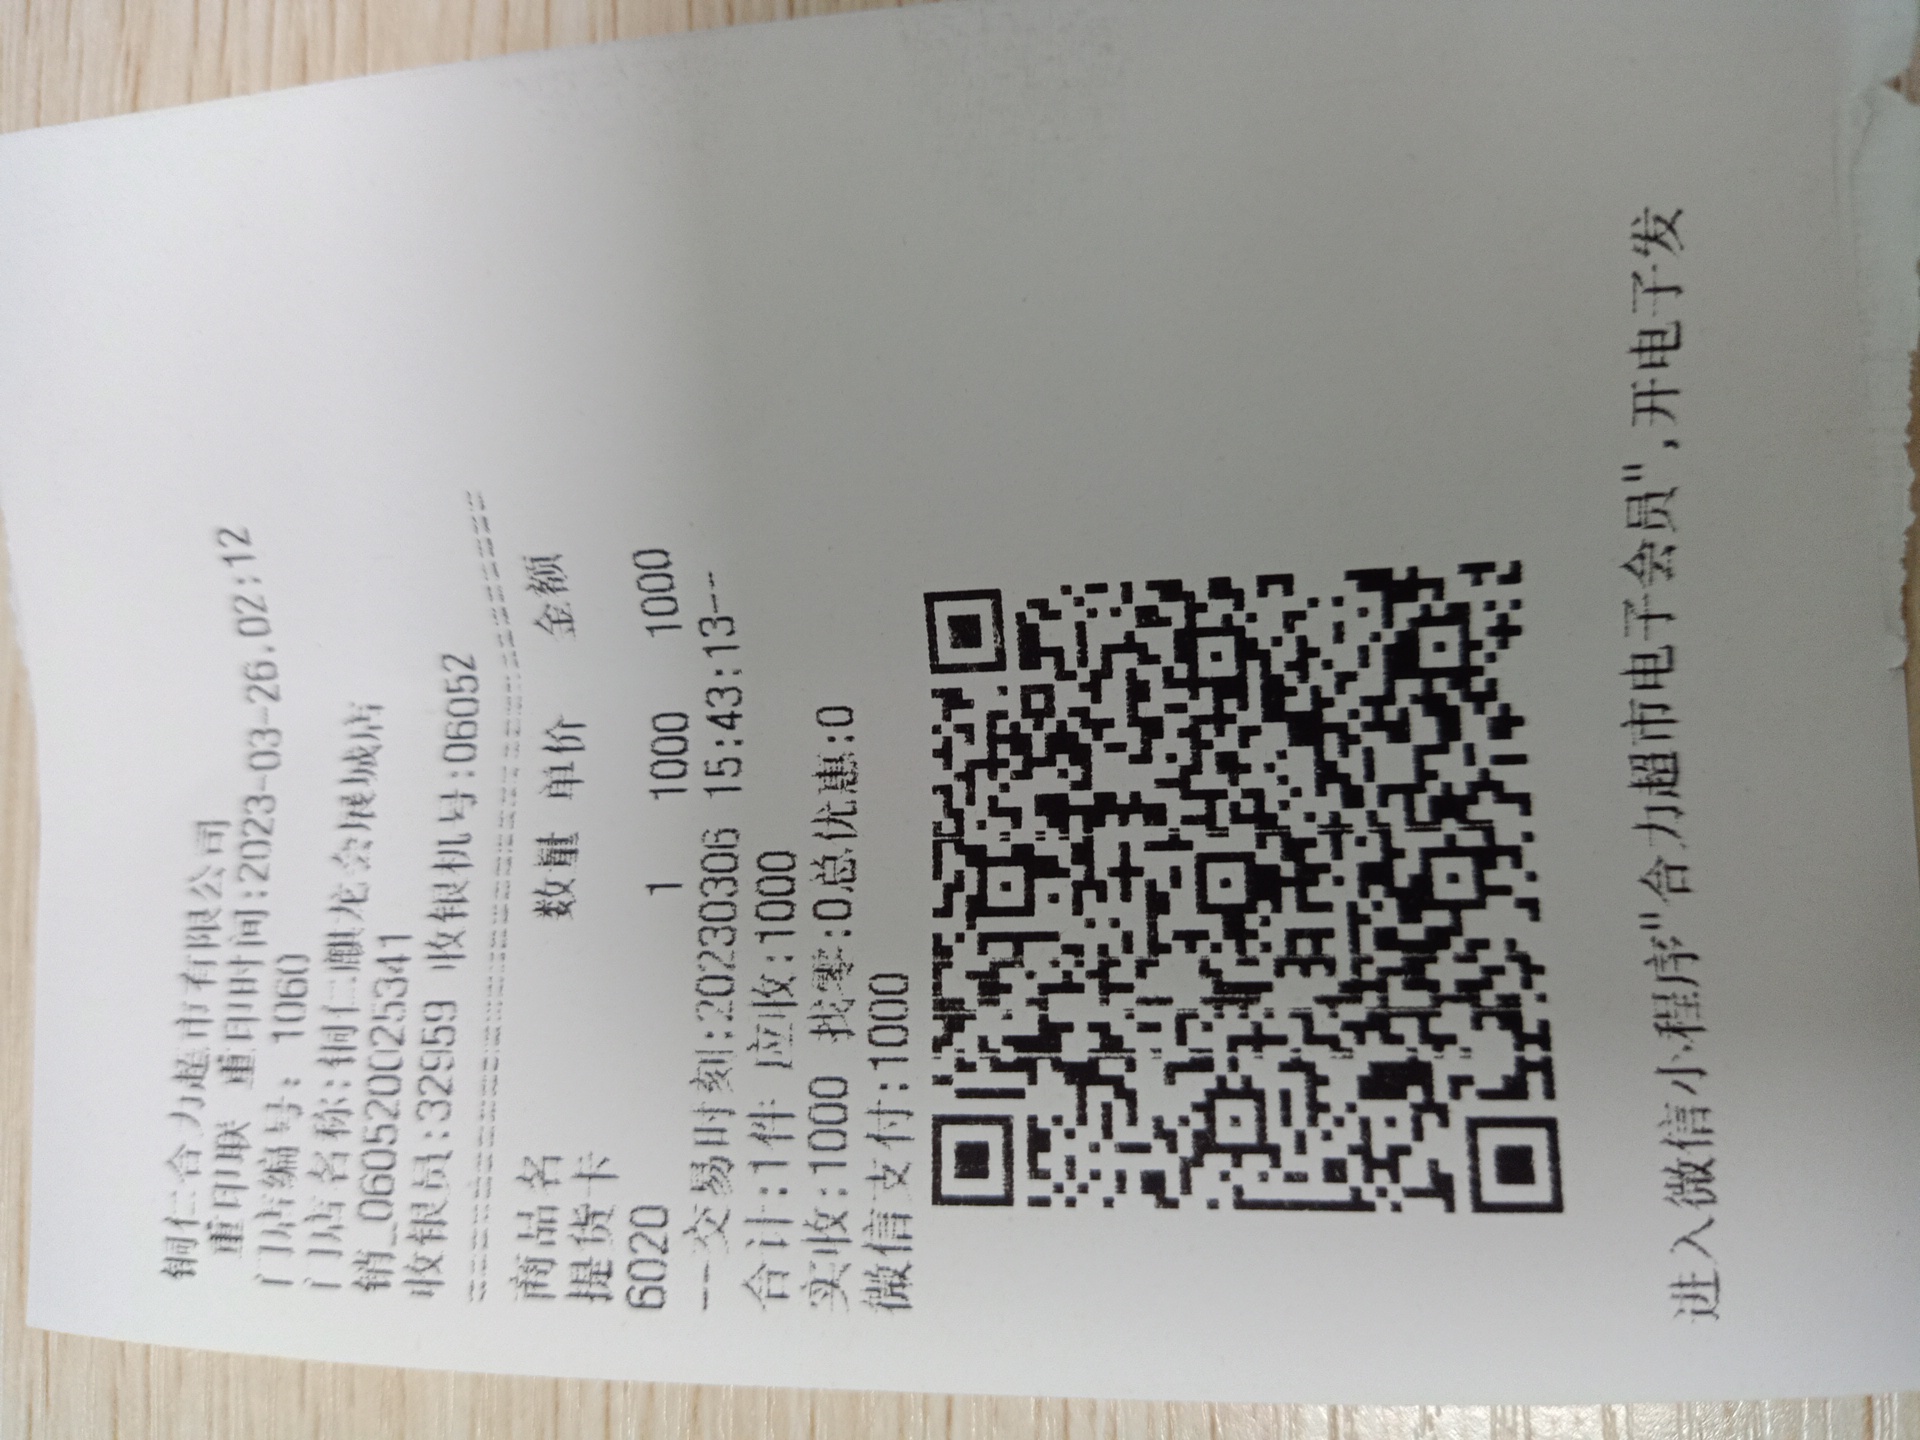 铜仁合力超市有限公司
重印联 重印时间:2023-03-26.02:12
门店编号: 1060
门店名称:铜仁麒龙会展城店
销_0605200253​41
收银员:32959 收银机号:06052
商品名 数量 单价 金额
提货卡
6020 1 1000 1000
--交易时刻:20230306 15:43:13--
合计:1件 应收:1000
实收:1000 找零:0总优惠:0
微信支付:1000
进入微信小程序"合力超市电子会员",开电子发